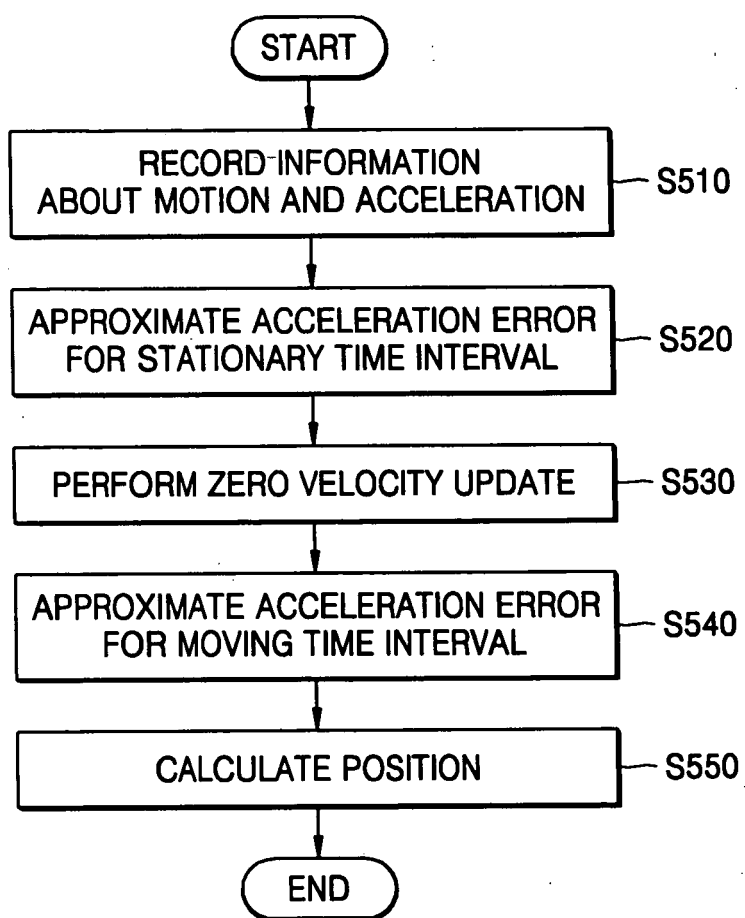 START
RECORD INFORMATION
ABOUT MOTION AND ACCELERATION
S510
APPROXIMATE ACCELERATION ERROR
FOR STATIONARY TIME INTERVAL
S520
PERFORM ZERO VELOCITY UPDATE
S530
APPROXIMATE ACCELERATION ERROR
FOR MOVING TIME INTERVAL
S540
CALCULATE POSITION
S550
END